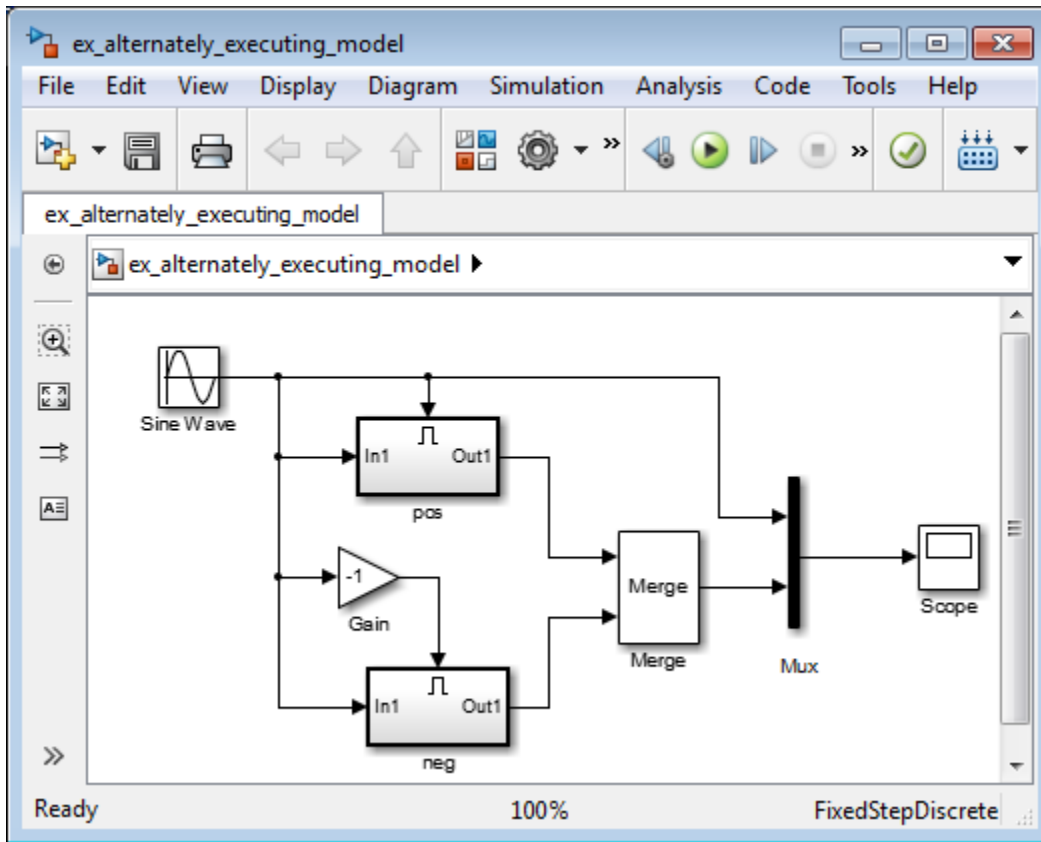 ex_alternately_executing_model
File Edit View Display Diagram Simulation Analysis Code Tools Help
ex_alternately_executing_model
ex_alternately_executing_model
Sine Wave
In1 Out1
pos
-1
Gain
Merge
Merge
Mux
Scope
In1 Out1
neg
Ready 100% FixedStepDiscrete